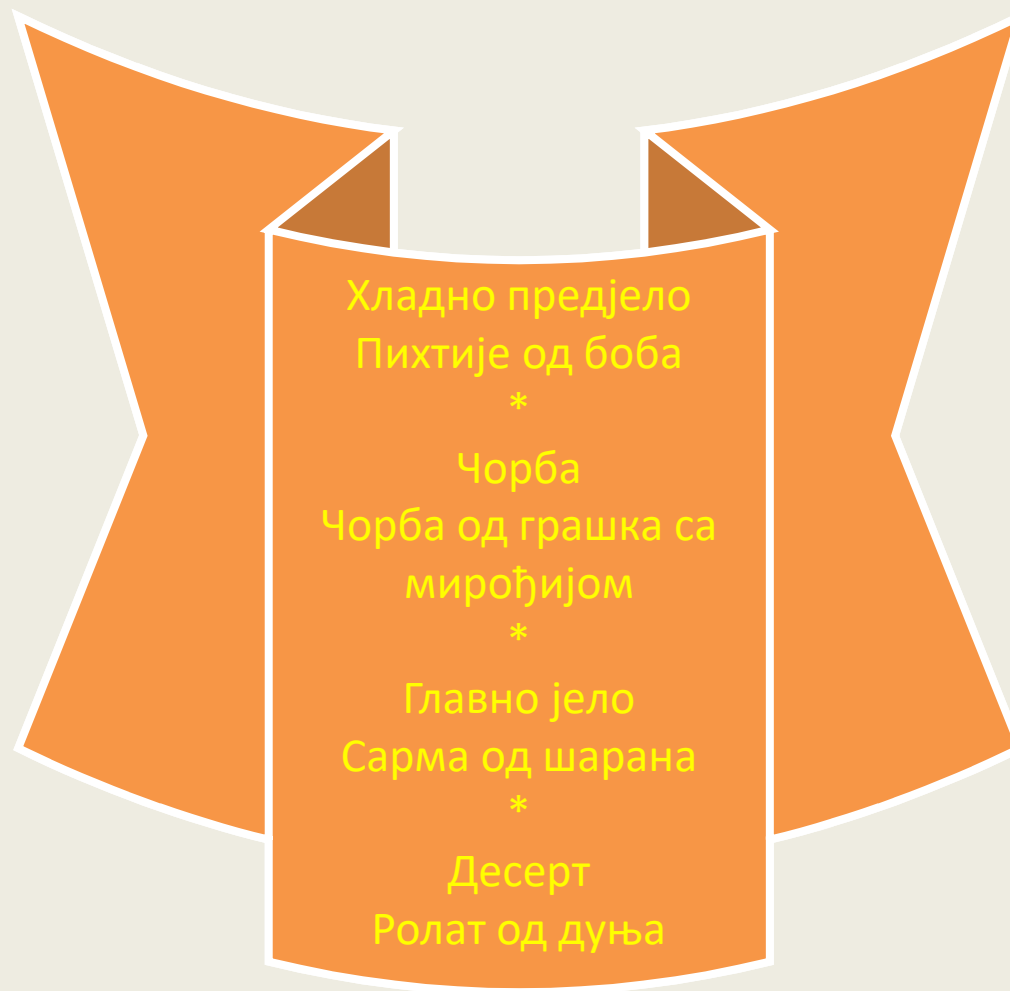 Хладно предјело
Пихтије од боба
*
Чорба
Чорба од грашка са
мирођијом
*
Главно јело
Сарма од шарана
*
Десерт
Ролат од дуња